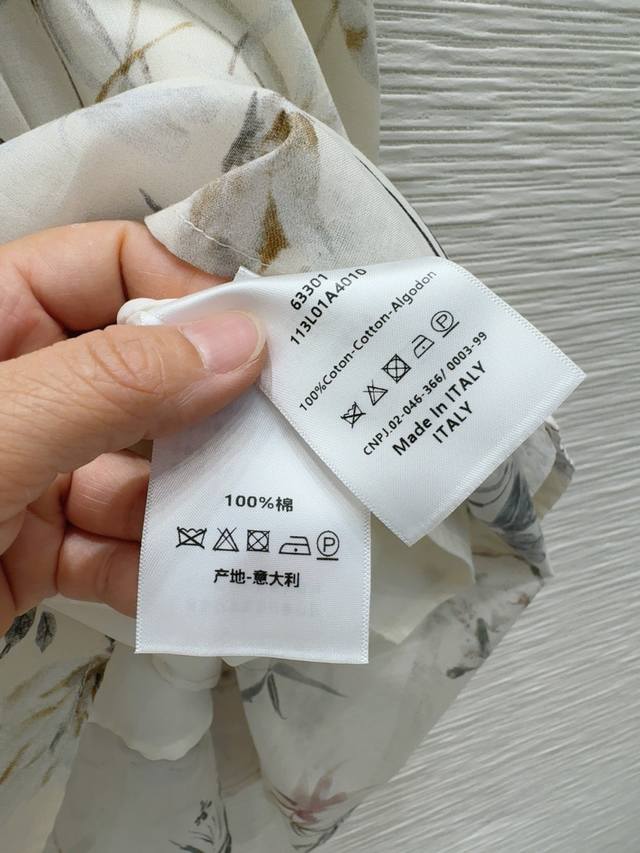 63301
113L01A4010
100%Coton-Cotton-Algodon
P
CNPJ.02-046-366/ 0003-99
Made In ITALY
ITALY
100%棉
P
产地-意大利